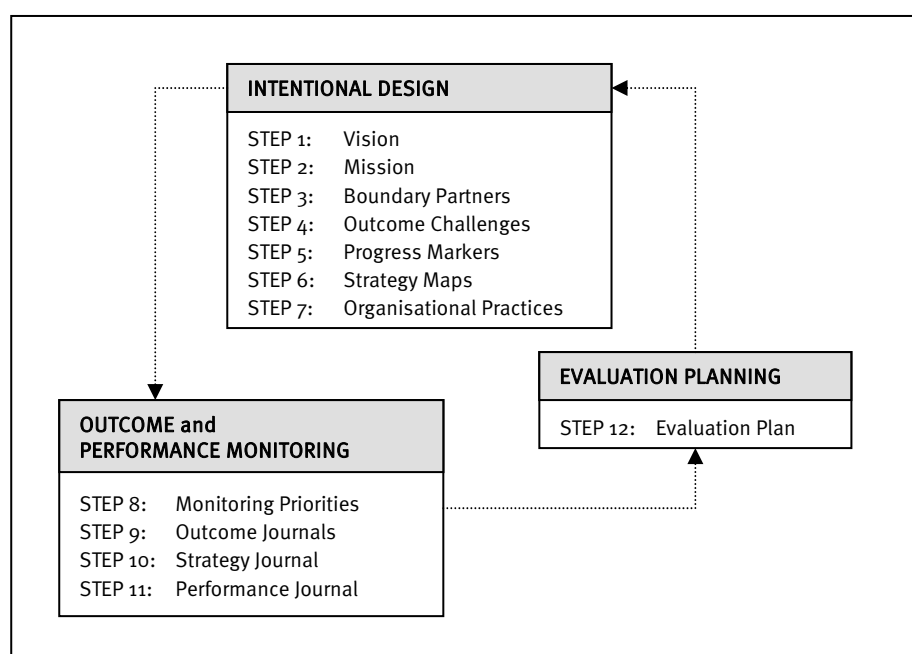 INTENTIONAL DESIGN
STEP 1: Vision
STEP 2: Mission
STEP 3: Boundary Partners
STEP 4: Outcome Challenges
STEP 5: Progress Markers
STEP 6: Strategy Maps
STEP 7: Organisational Practices
EVALUATION PLANNING
STEP 12: Evaluation Plan
OUTCOME and
PERFORMANCE MONITORING
STEP 8: Monitoring Priorities
STEP 9: Outcome Journals
STEP 10: Strategy Journal
STEP 11: Performance Journal